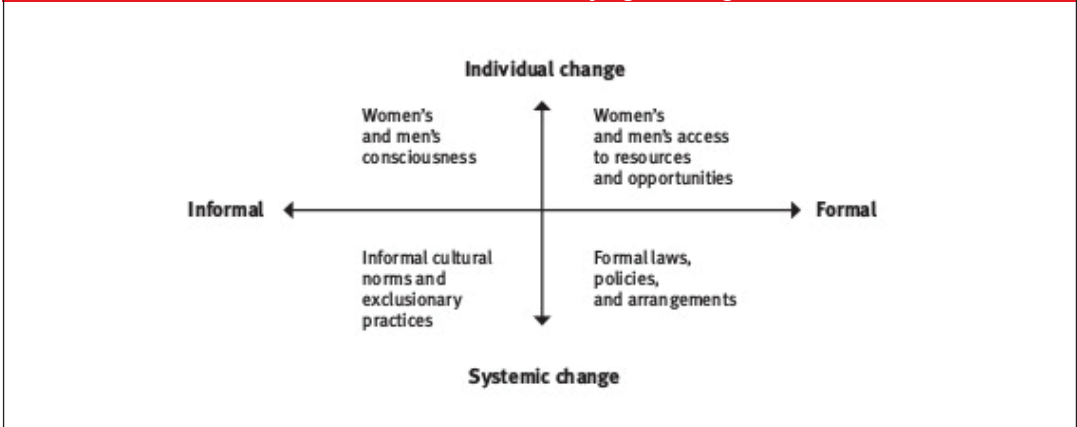 Individual change
Women's
and men's
consciousness
Women's
and men's access
to resources
and opportunities
Informal
Formal
Informal cultural
norms and
exclusionary
practices
Formal laws,
policies,
and arrangements
Systemic change